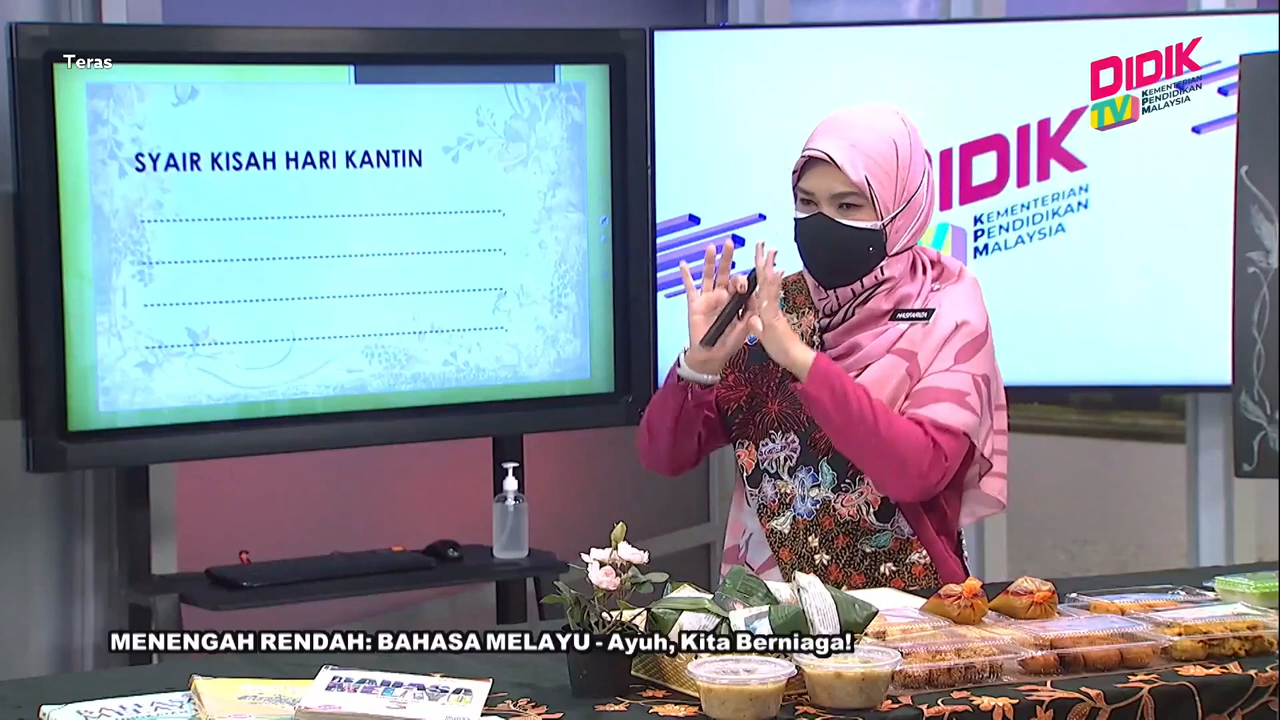 Teras
SYAIR KISAH HARI KANTIN
DIDIK
TV
KEMENTERIAN
PENDIDIKAN
MALAYSIA
DIDIK
TV
KEMENTERIAN
PENDIDIKAN
MALAYSIA
MENENGAH RENDAH: BAHASA MELAYU - Ayuh, Kita Berniaga!
BAHASA
MELAYU